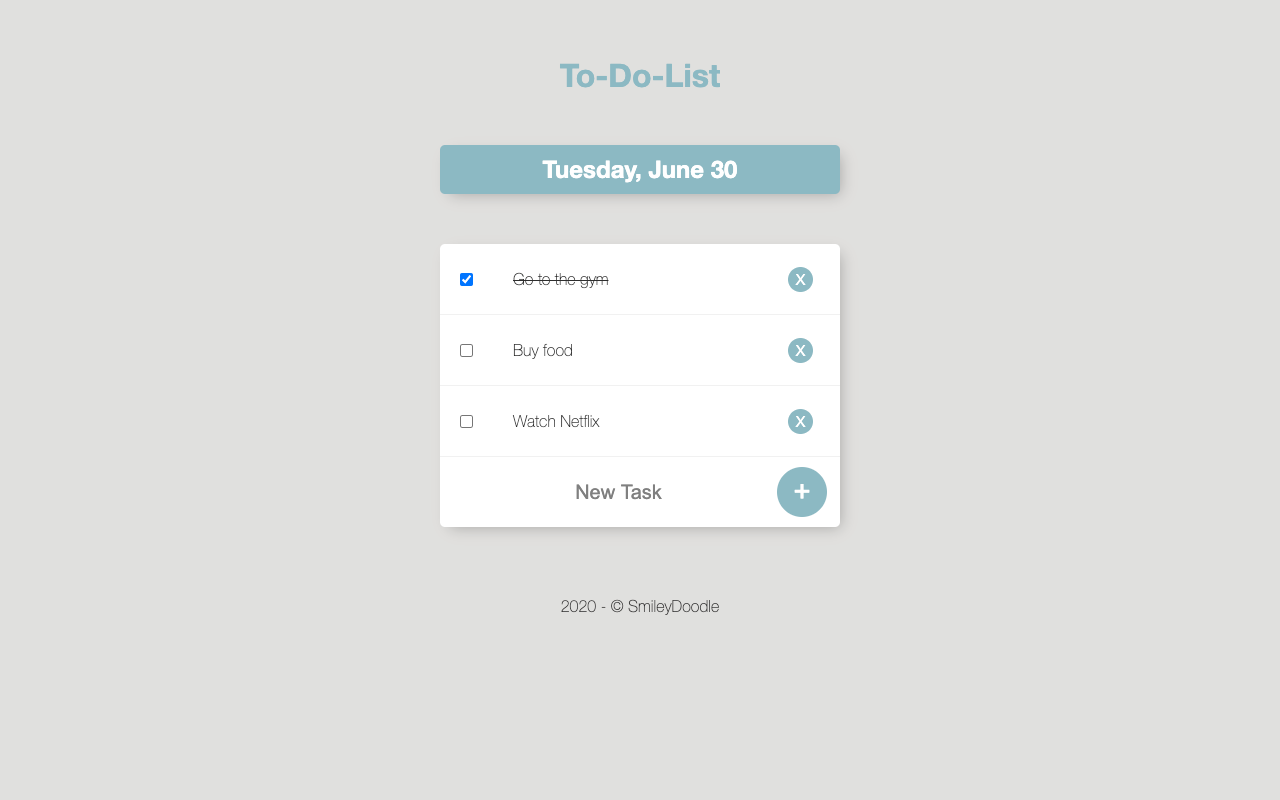 To-Do-List
Tuesday, June 30
Go to the gym X
Buy food X
Watch Netflix X
New Task +
2020 - © SmileyDoodle